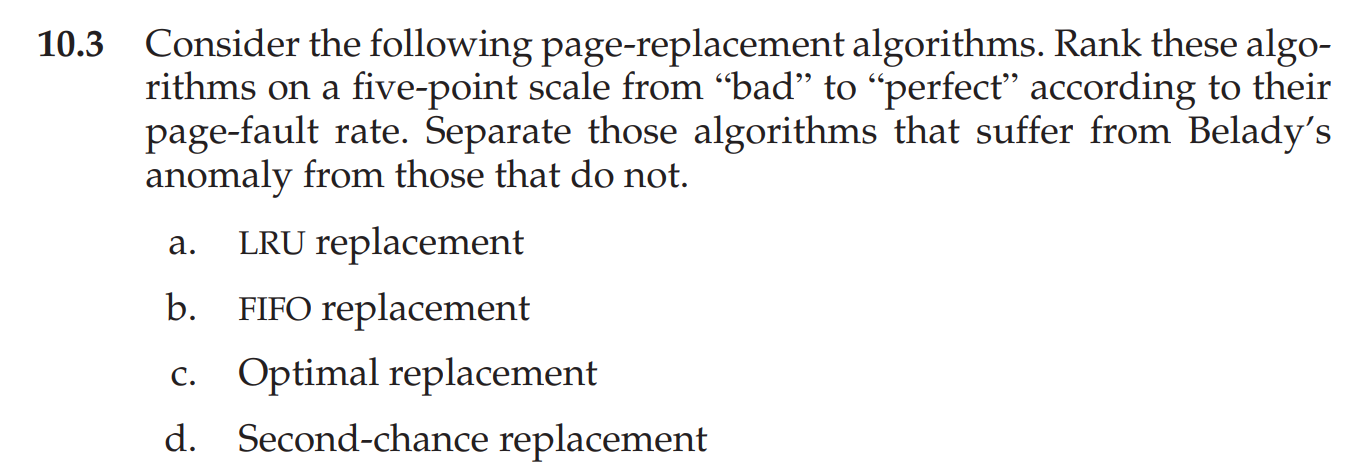 10.3 Consider the following page-replacement algorithms. Rank these algo-
rithms on a five-point scale from “bad” to “perfect” according to their
page-fault rate. Separate those algorithms that suffer from Belady’s
anomaly from those that do not.
a. LRU replacement
b. FIFO replacement
c. Optimal replacement
d. Second-chance replacement